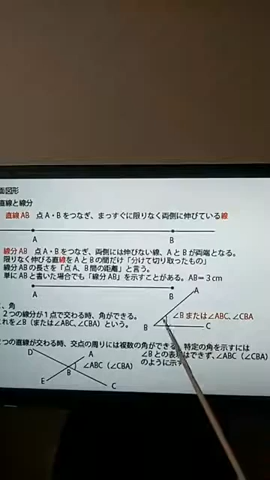 面図形
直線と線分
直線AB 点A・Bをつなぎ、まっすぐに限りなく両側に伸びている線
A B
線分AB 点A・Bをつなぎ、両側には伸びない線、AとBが両端となる。
限りなく伸びる直線をAとBの間だけ「分けて切り取ったもの」
線分ABの長さを「点A、B間の距離」と言う。
単にABと書いた場合でも「線分AB」を示すことがある。AB=3cm
A B
、角
2つの線分が1点で交わる時、角ができる。
これを∠B(または∠ABC、∠CBA)という。
A
∠Bまたは∠ABC、∠CBA
B C
2つの直線が交わる時、交点の周りには複数の角ができる。特定の角を示すには
∠Bとの表 はできず、∠ABC(∠CBA)
のように示す
D A
B ∠ABC(∠CBA)
E C